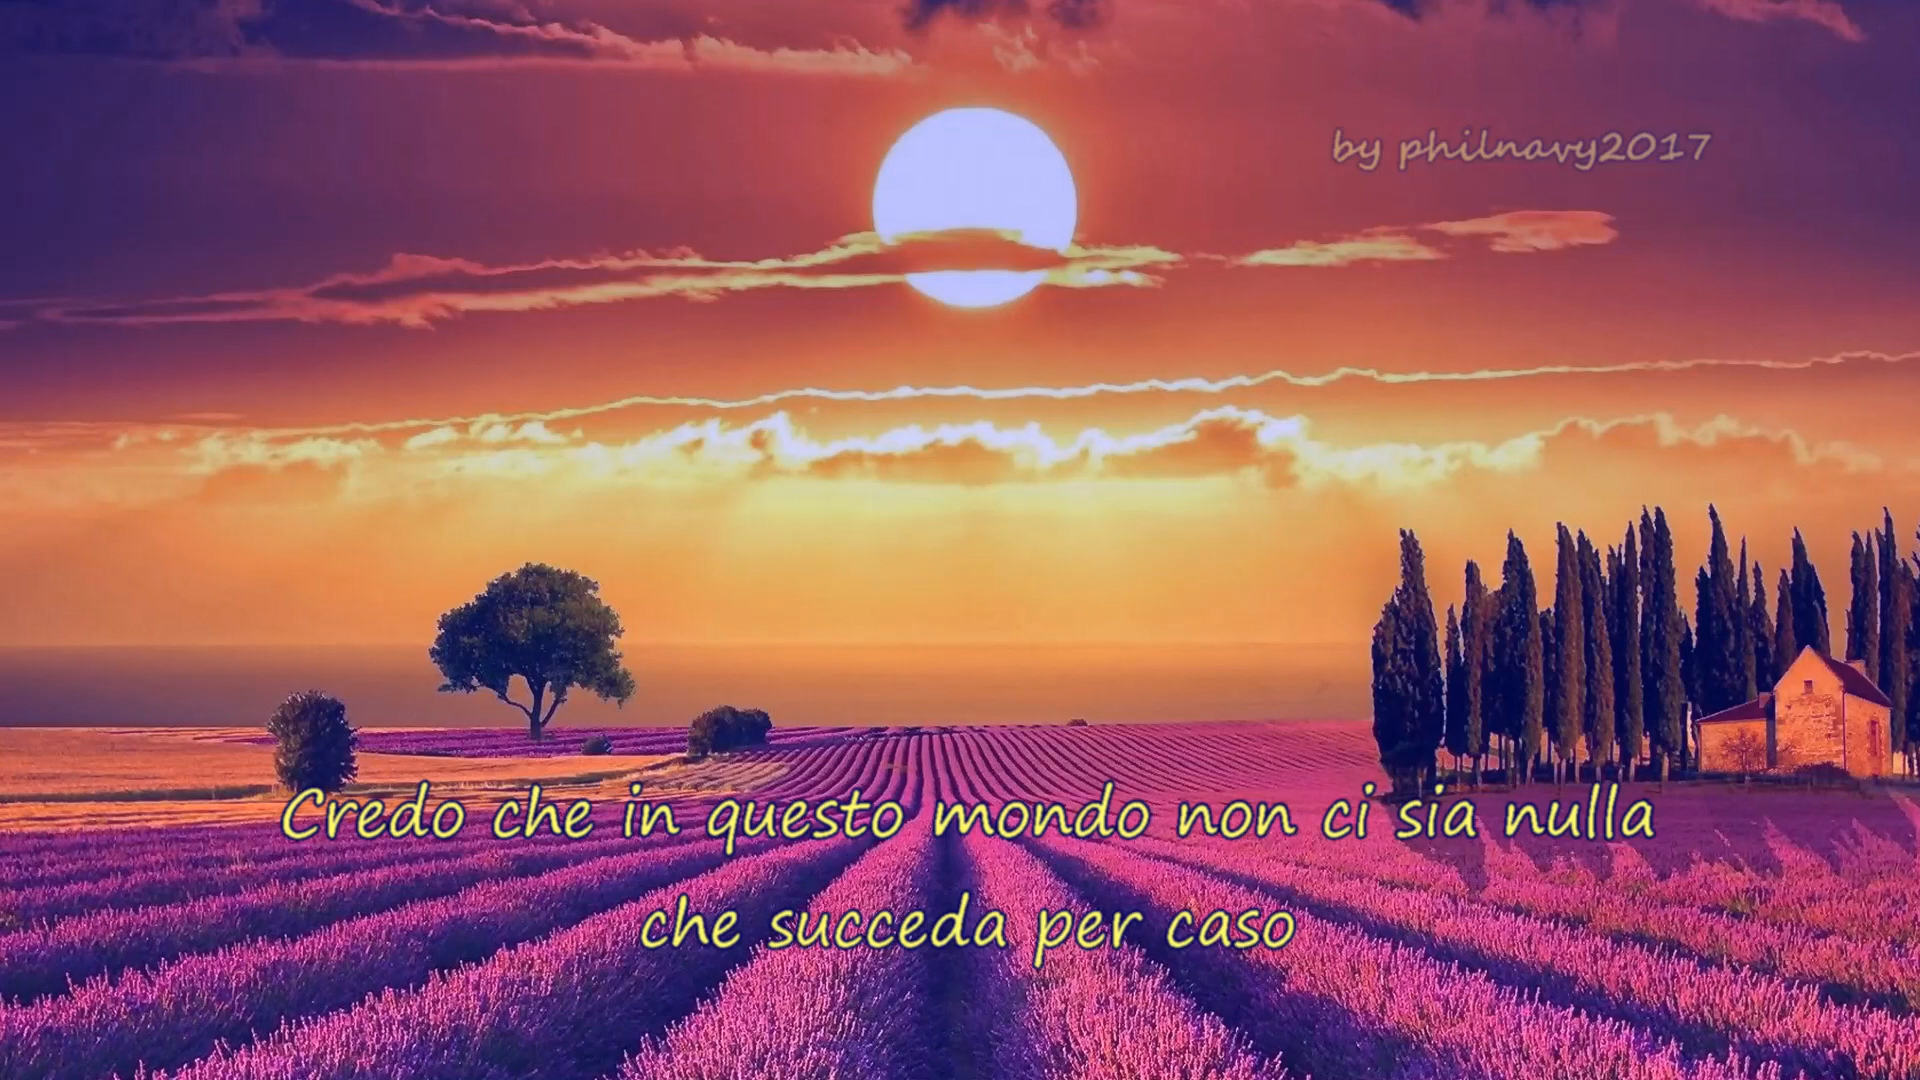 by philnavy2017
Credo che in questo mondo non ci sia nulla
che succeda per caso